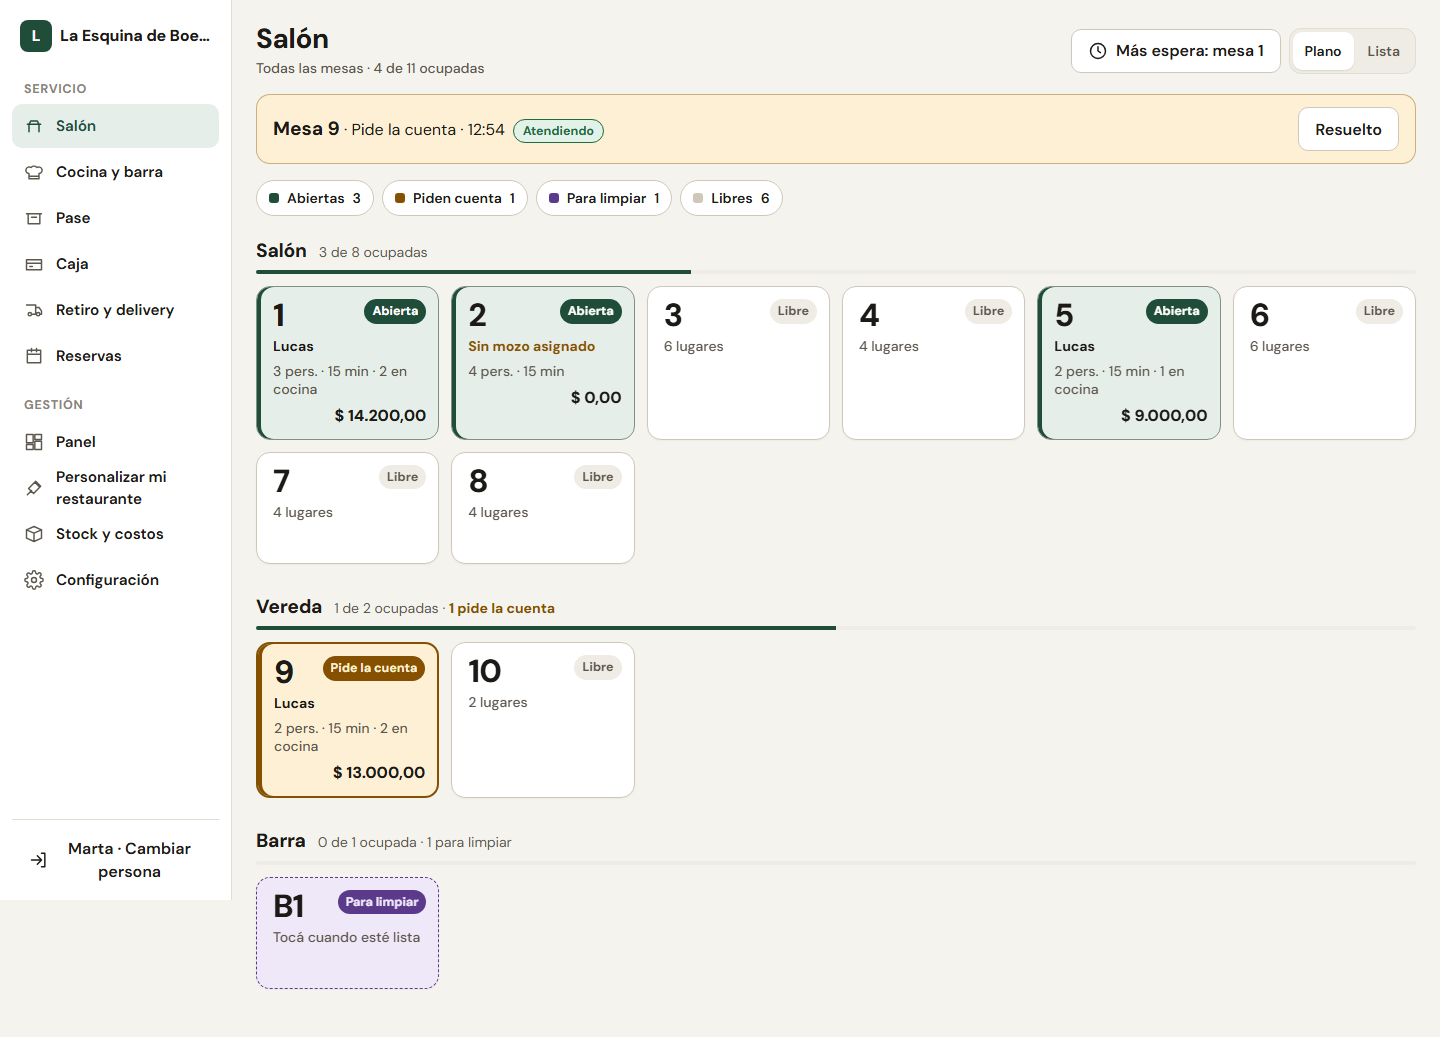 L La Esquina de Boe...
SERVICIO
Salón
Cocina y barra
Pase
Caja
Retiro y delivery
Reservas
GESTIÓN
Panel
Personalizar mi
restaurante
Stock y costos
Configuración
Marta · Cambiar
persona
Salón
Todas las mesas · 4 de 11 ocupadas
Más espera: mesa 1
Plano
Lista
Mesa 9 · Pide la cuenta · 12:54 Atendiendo
Resuelto
Abiertas 3
Piden cuenta 1
Para limpiar 1
Libres 6
Salón 3 de 8 ocupadas
1 Abierta
Lucas
3 pers. · 15 min · 2 en
cocina
$ 14.200,00
2 Abierta
Sin mozo asignado
4 pers. · 15 min
$ 0,00
3 Libre
6 lugares
4 Libre
4 lugares
5 Abierta
Lucas
2 pers. · 15 min · 1 en
cocina
$ 9.000,00
6 Libre
6 lugares
7 Libre
4 lugares
8 Libre
4 lugares
Vereda 1 de 2 ocupadas · 1 pide la cuenta
9 Pide la cuenta
Lucas
2 pers. · 15 min · 2 en
cocina
$ 13.000,00
10 Libre
2 lugares
Barra 0 de 1 ocupada · 1 para limpiar
B1 Para limpiar
Tocá cuando esté lista